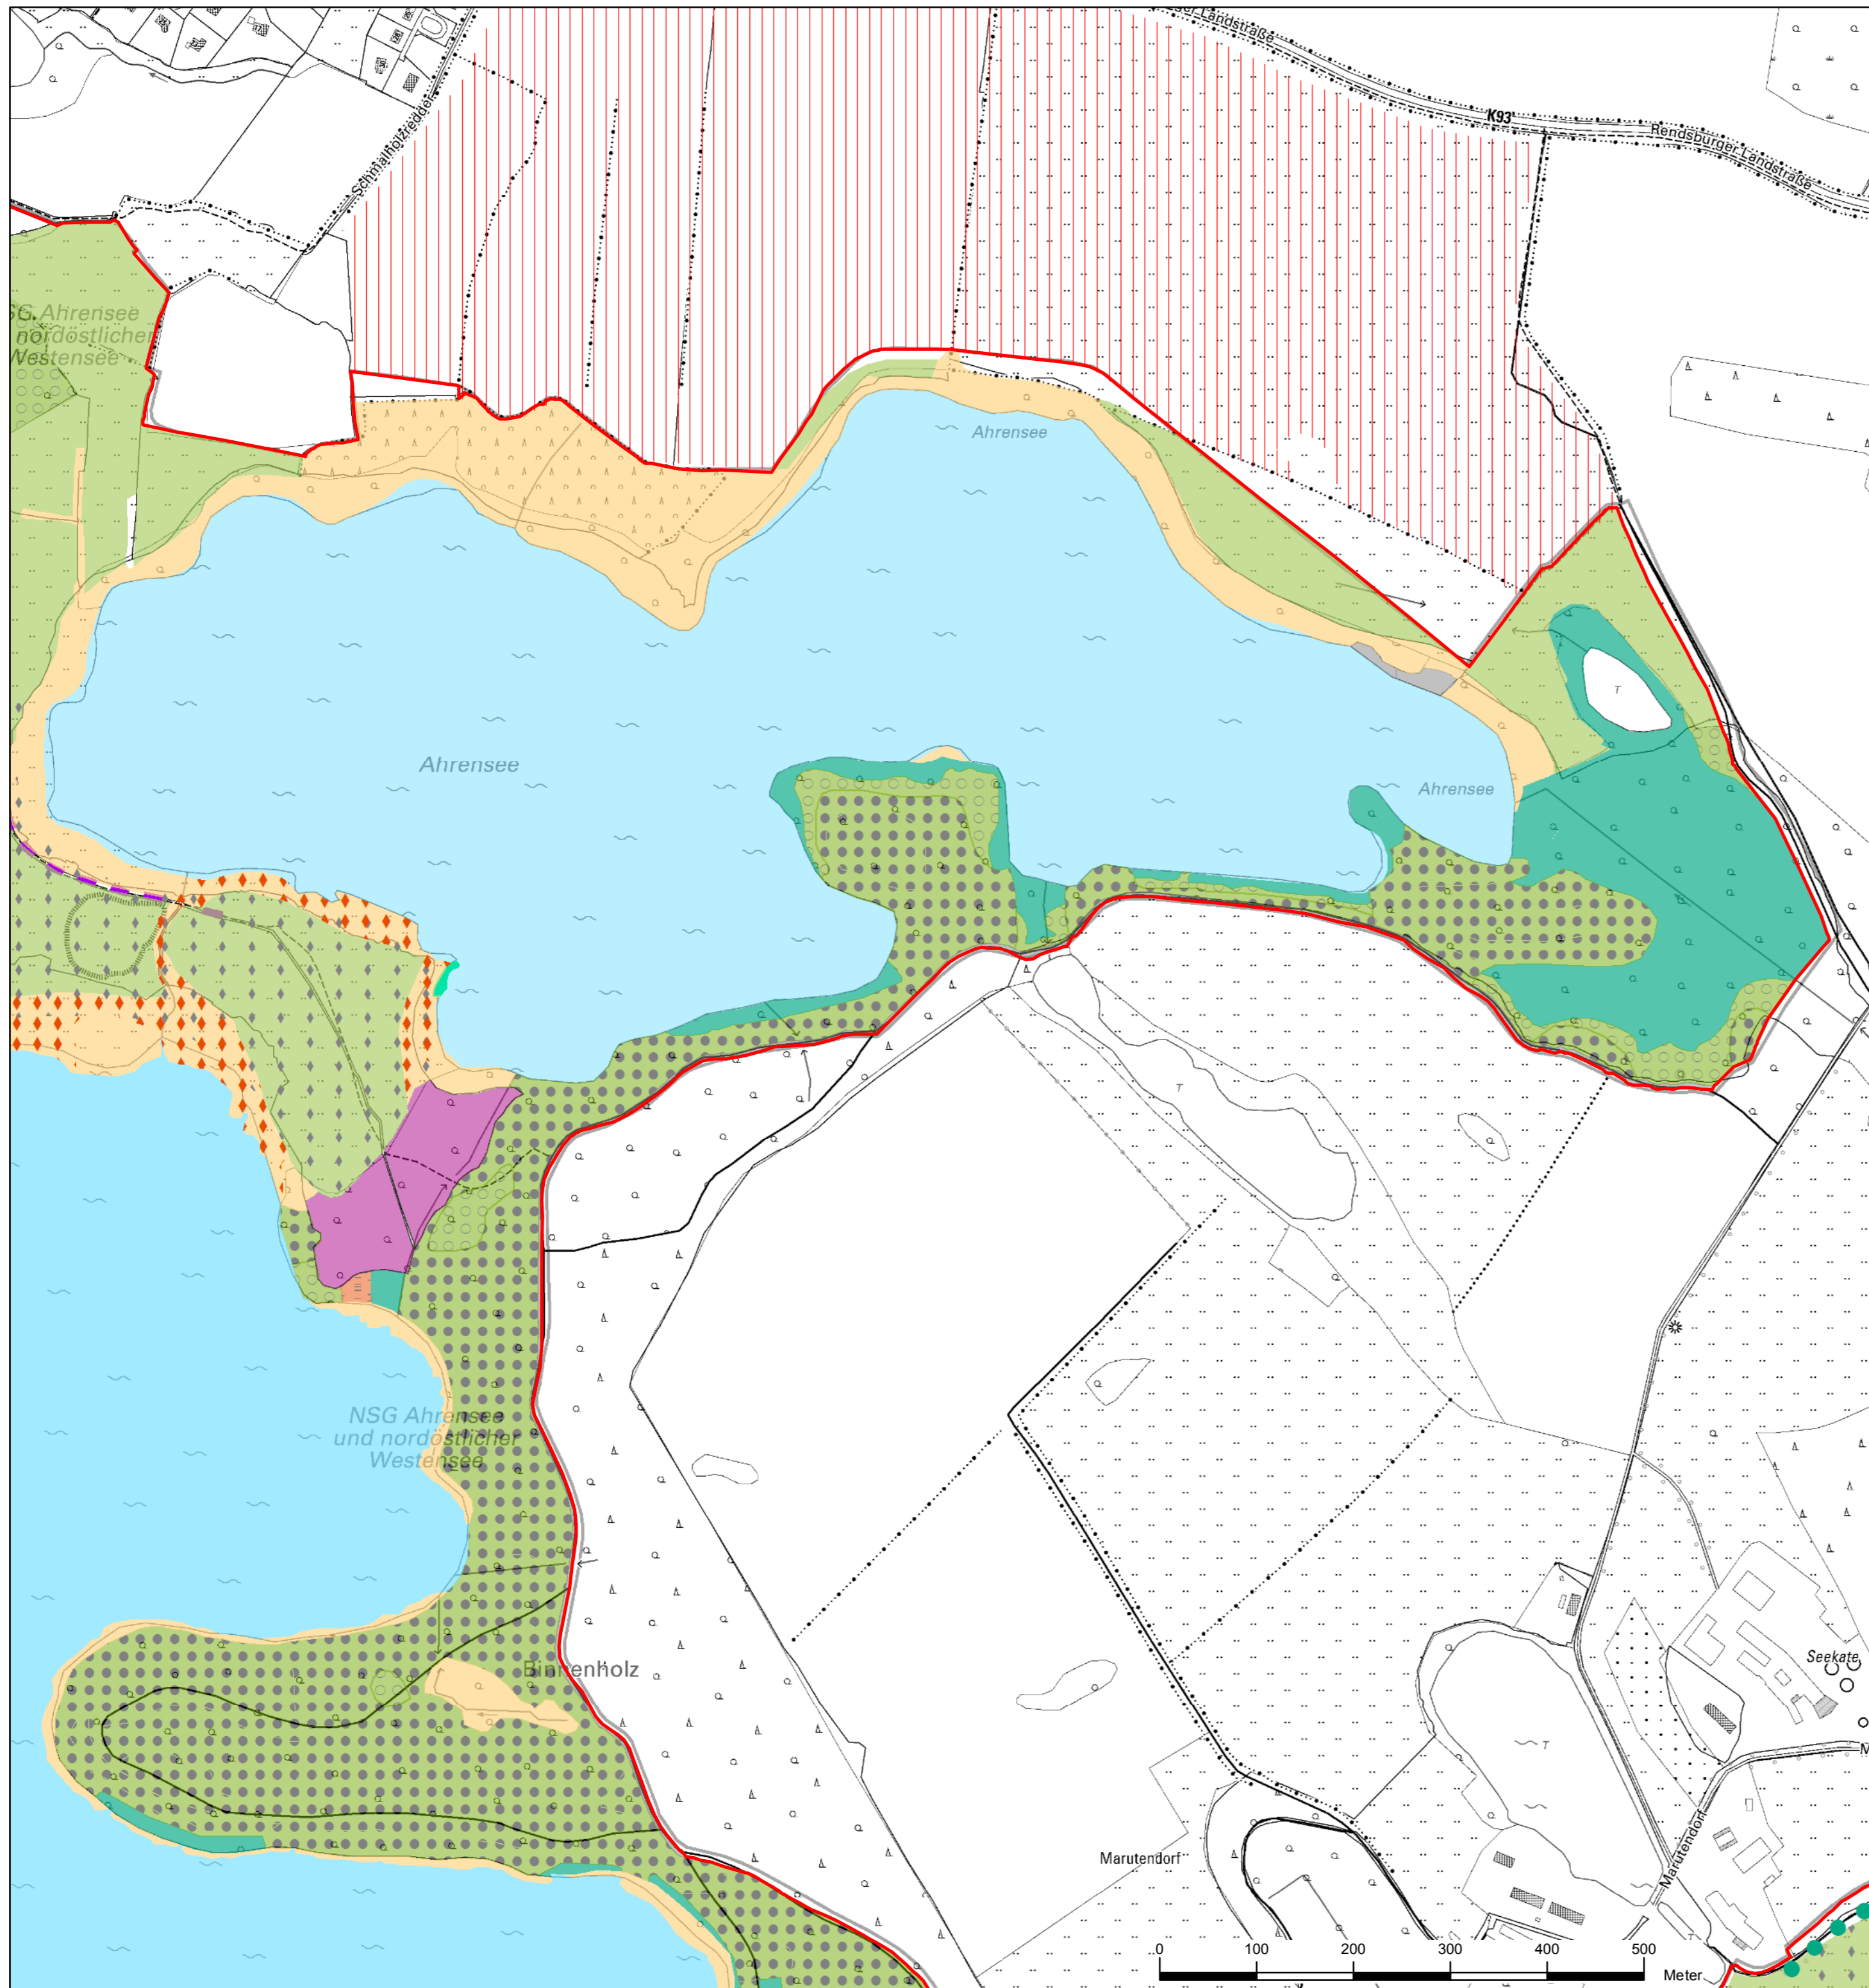 ger Landstraße
K93
Rendsburger Landstraße
Schmalholzredder
SG Ahrensee
nordöstlicher
Westensee
Ahrensee
Ahrensee
Ahrensee
T
T
NSG Ahrensee
und nordöstlicher
Westensee
Binnenholz
Seekate
T
M
Marutendorf
Marutendorf
0 100 200 300 400 500
Meter